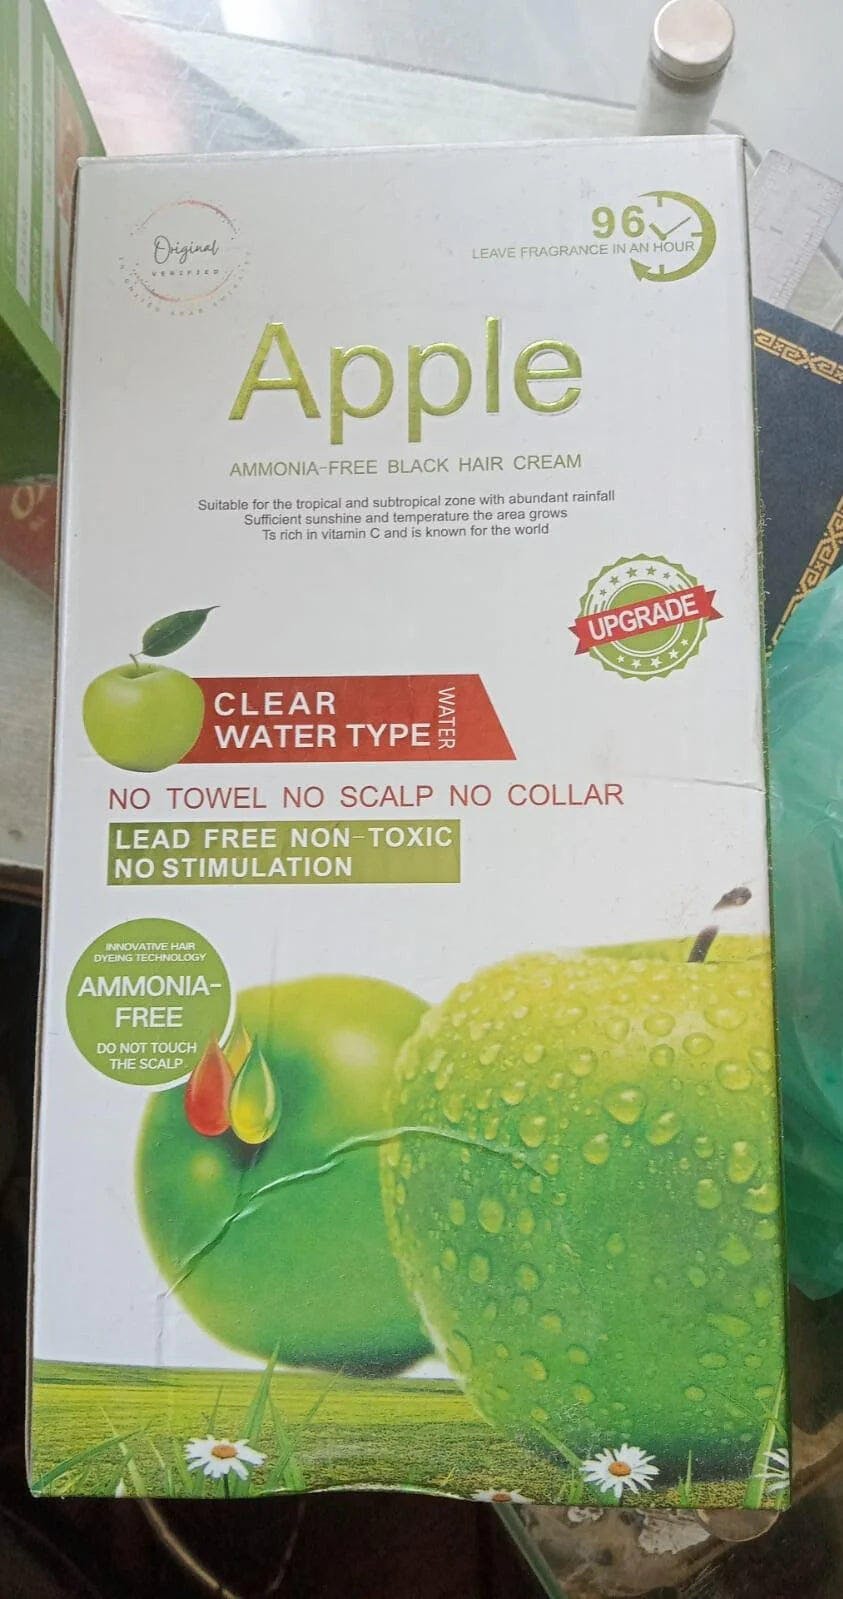 Original
VERIFIED
96
LEAVE FRAGRANCE IN AN HOUR
Apple
AMMONIA-FREE BLACK HAIR CREAM
Suitable for the tropical and subtropical zone with abundant rainfall
Sufficient sunshine and temperature the area grows
Ts rich in vitamin C and is known for the world
UPGRADE
CLEAR
WATER TYPE
WATER
NO TOWEL NO SCALP NO COLLAR
LEAD FREE NON-TOXIC
NO STIMULATION
INNOVATIVE HAIR
DYEING TECHNOLOGY
AMMONIA-
FREE
DO NOT TOUCH
THE SCALP